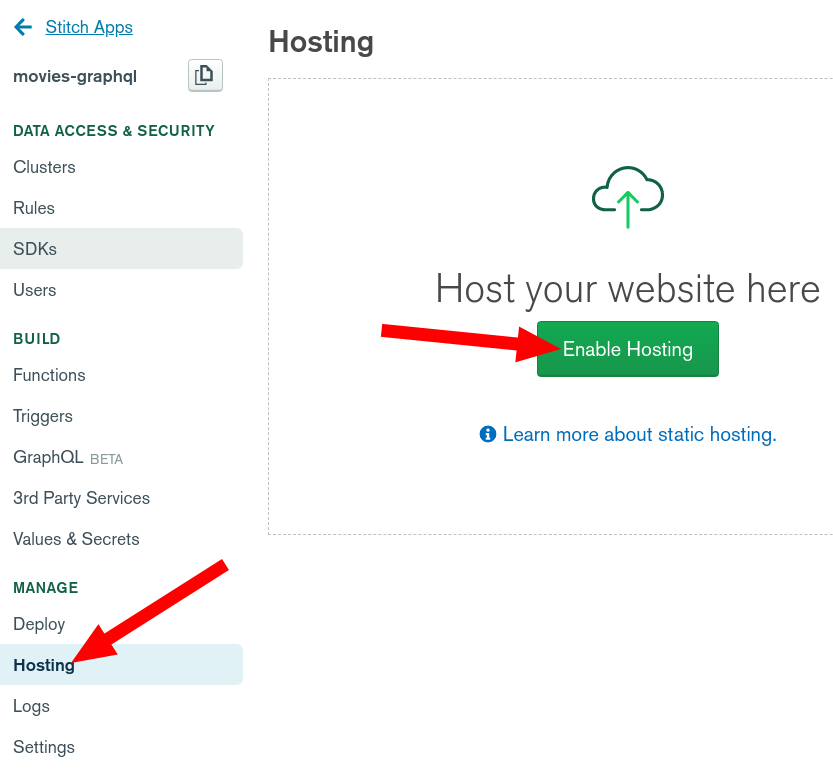 Stitch Apps
movies-graphql
DATA ACCESS & SECURITY
Clusters
Rules
SDKs
Users
BUILD
Functions
Triggers
GraphQL BETA
3rd Party Services
Values & Secrets
MANAGE
Deploy
Hosting
Logs
Settings
Hosting
Host your website here
Enable Hosting
Learn more about static hosting.